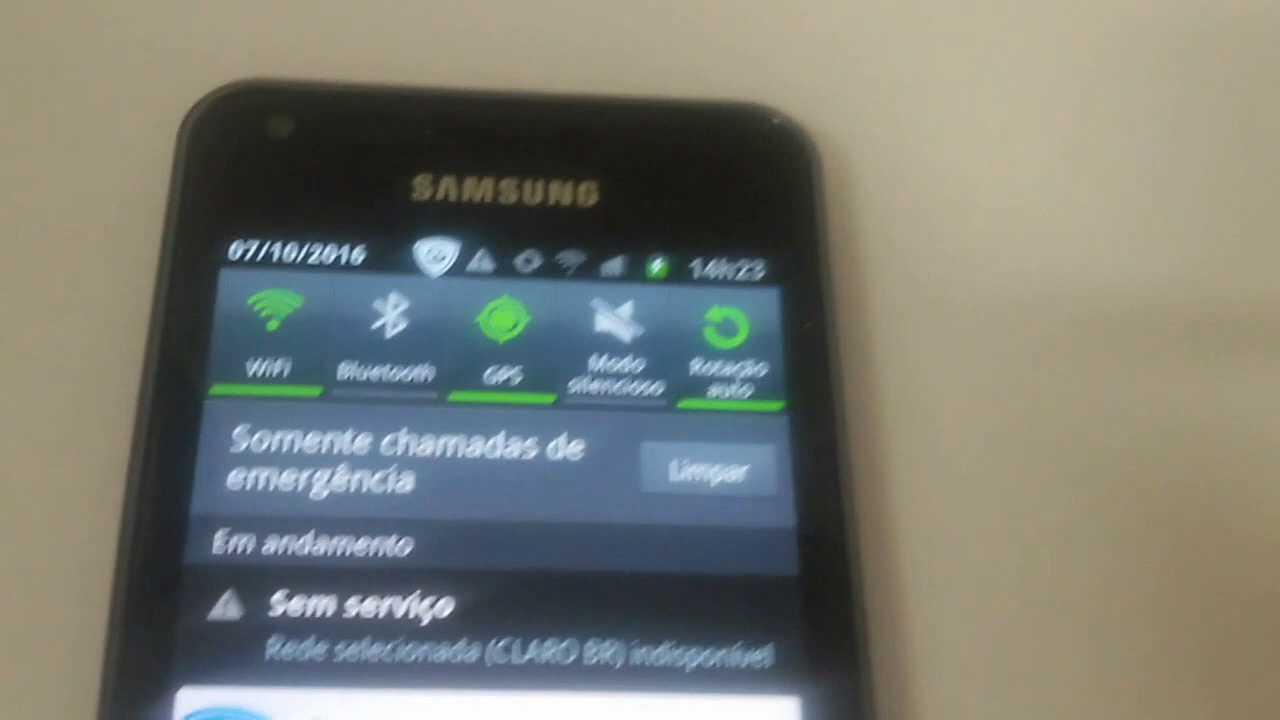 SAMSUNG
07/10/2016 14h23
WiFi Bluetooth GPS Modo silencioso Rotação auto
Somente chamadas de
emergência
Limpar
Em andamento
Sem serviço
Rede selecionada (CLARO BR) indisponível